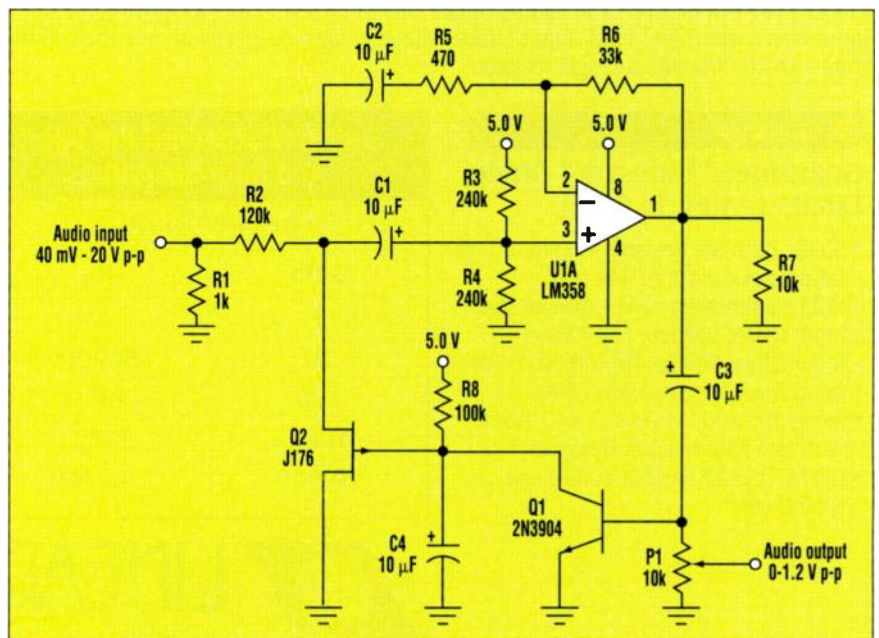 C2
10 µF
+
R5
470
R6
33k
5.0 V
5.0 V
R2
120k
C1
10 µF
+
R3
240k
2
8
1
3
4
Audio input
40 mV - 20 V p-p
R1
1k
R4
240k
U1A
LM358
R7
10k
5.0 V
R8
100k
+
C3
10 µF
Q2
J176
C4
10 µF
+
Q1
2N3904
P1
10k
Audio output
0-1.2 V p-p